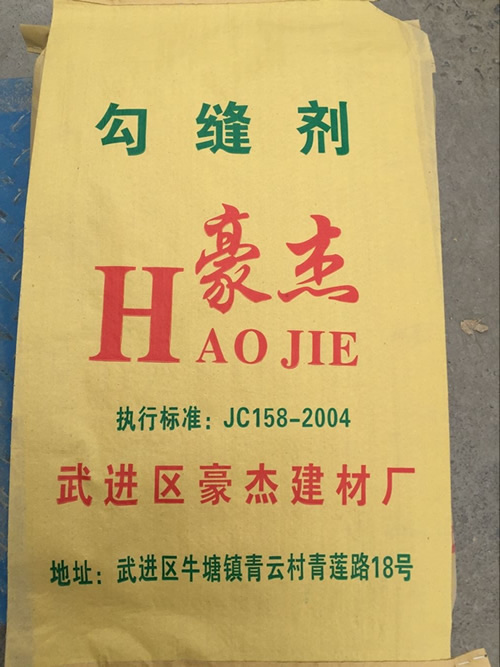 勾缝剂
豪杰
HAO JIE
执行标准：JC158-2004
武进区豪杰建材厂
地址：武进区牛塘镇青云村青莲路18号